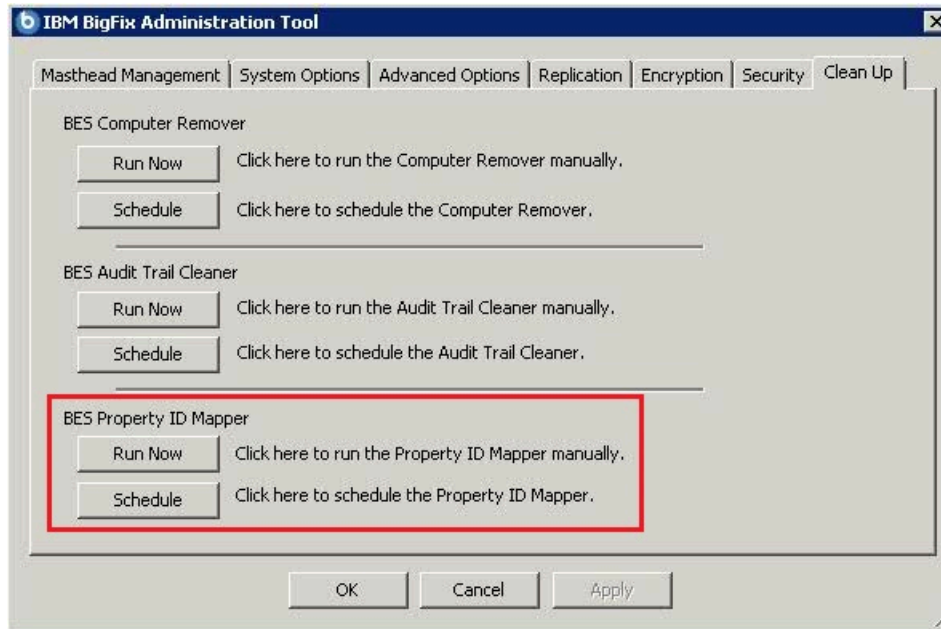 IBM BigFix Administration Tool
Masthead Management System Options Advanced Options Replication Encryption Security Clean Up
BES Computer Remover
Run Now Click here to run the Computer Remover manually.
Schedule Click here to schedule the Computer Remover.
BES Audit Trail Cleaner
Run Now Click here to run the Audit Trail Cleaner manually.
Schedule Click here to schedule the Audit Trail Cleaner.
BES Property ID Mapper
Run Now Click here to run the Property ID Mapper manually.
Schedule Click here to schedule the Property ID Mapper.
OK Cancel Apply